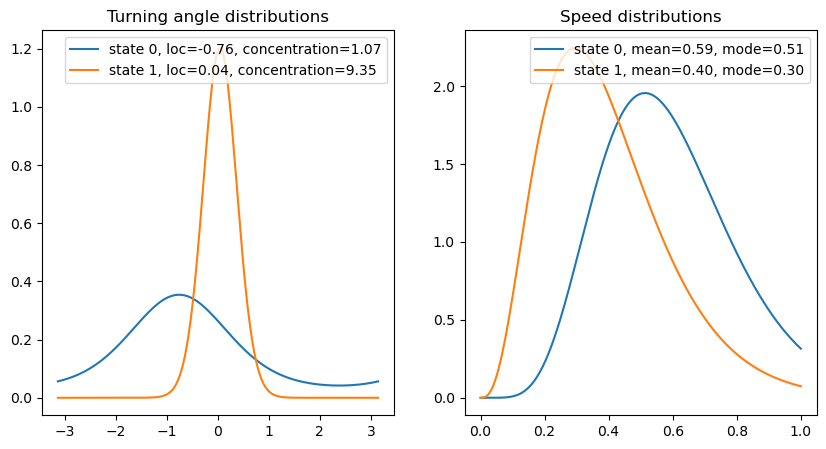 Turning angle distributions
state 0, loc=-0.76, concentration=1.07
state 1, loc=0.04, concentration=9.35
1.2
1.0
0.8
0.6
0.4
0.2
0.0
−3 −2 −1 0 1 2 3
Speed distributions
state 0, mean=0.59, mode=0.51
state 1, mean=0.40, mode=0.30
2.0
1.5
1.0
0.5
0.0
0.0 0.2 0.4 0.6 0.8 1.0